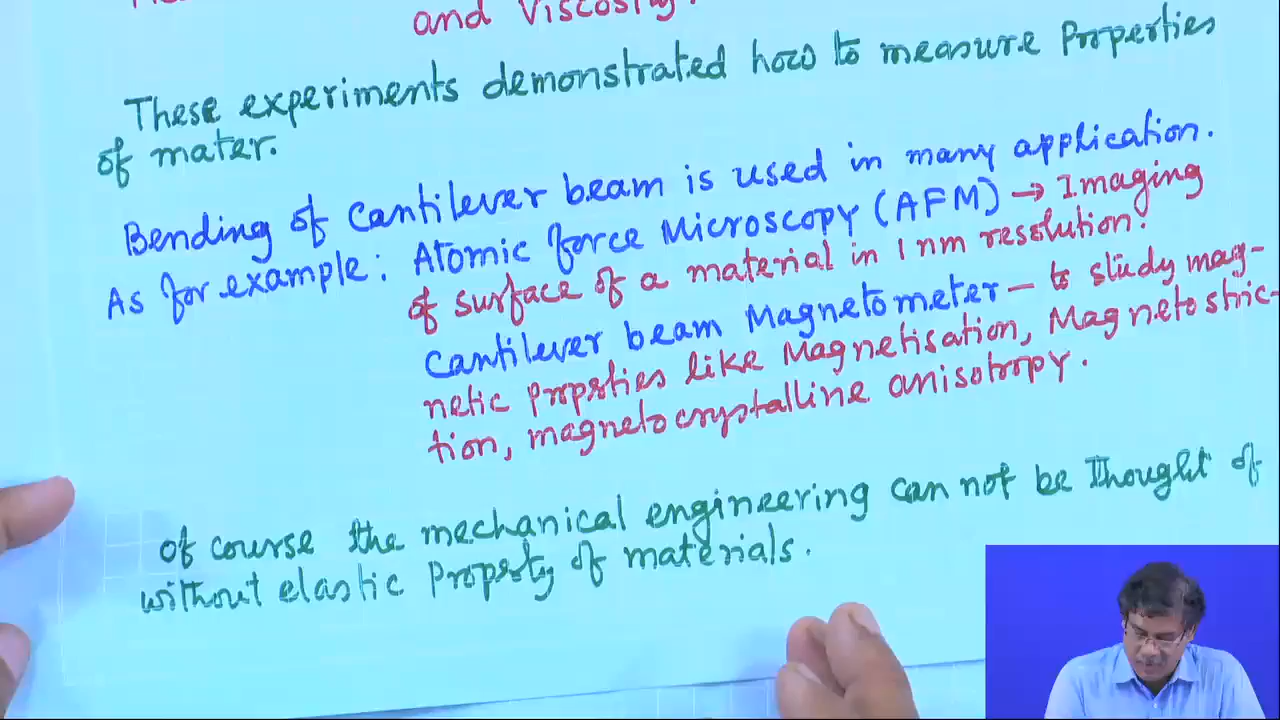 and Viscosity.
These experiments demonstrated how to measure Properties
of mater.
Bending of Cantilever beam is used in many application.
As for example: Atomic force Microscopy (AFM) → Imaging
of surface of a material in 1 nm resolution.
Cantilever beam Magnetometer – to study mag-
netic Properties like Magnetisation, Magnetostric-
tion, magnetocrystalline anisotropy.
of course the mechanical engineering can not be thought of
without elastic Property of materials.